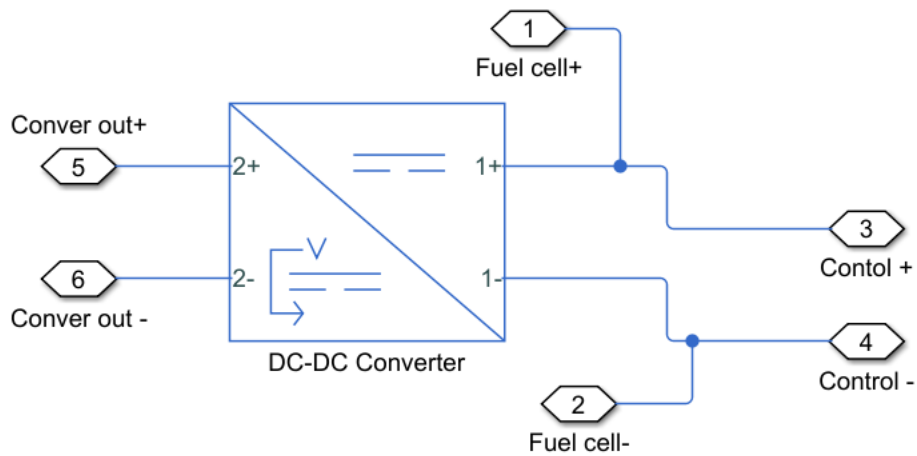 1
Fuel cell+
Conver out+
5
2+
1+
3
Contol +
V
6
2-
1-
Conver out -
4
DC-DC Converter
Control -
2
Fuel cell-